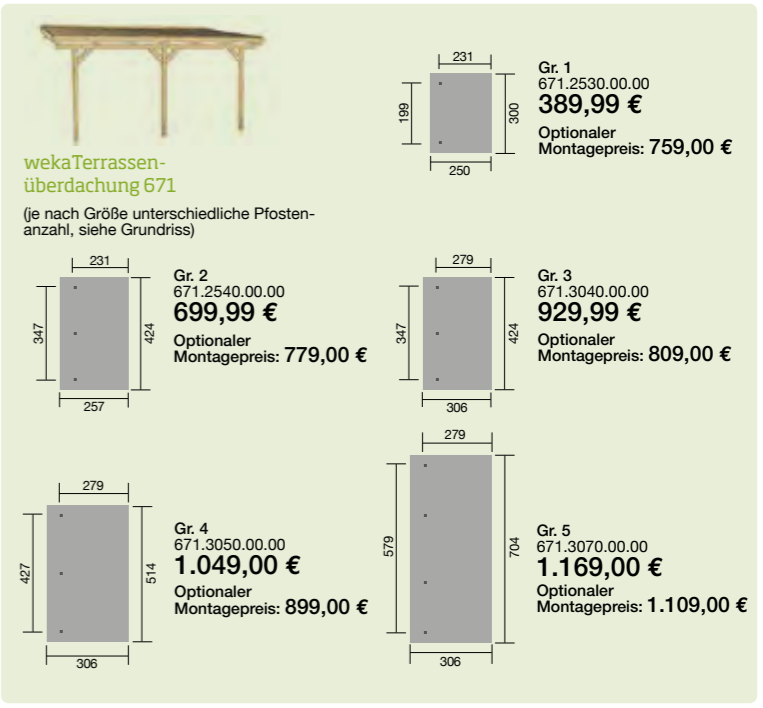 wekaTerrassen-
überdachung 671
(je nach Größe unterschiedliche Pfosten-
anzahl, siehe Grundriss)
231
199
300
250
Gr. 1
671.2530.00.00
389,99 €
Optionaler
Montagepreis: 759,00 €
231
347
424
257
Gr. 2
671.2540.00.00
699,99 €
Optionaler
Montagepreis: 779,00 €
279
347
424
306
Gr. 3
671.3040.00.00
929,99 €
Optionaler
Montagepreis: 809,00 €
279
427
514
306
Gr. 4
671.3050.00.00
1.049,00 €
Optionaler
Montagepreis: 899,00 €
279
579
704
306
Gr. 5
671.3070.00.00
1.169,00 €
Optionaler
Montagepreis: 1.109,00 €